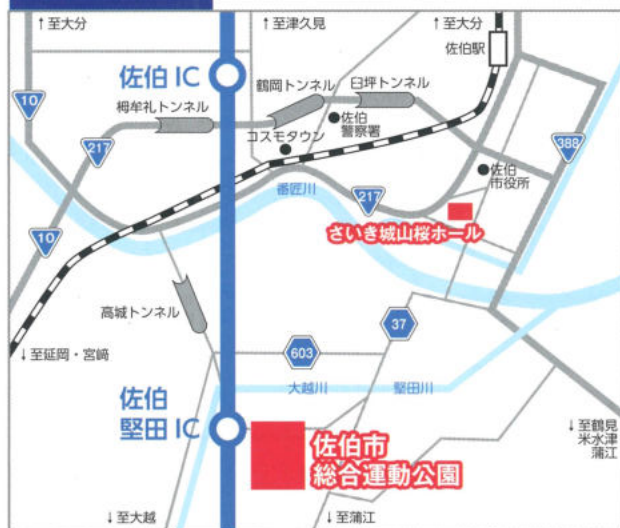 ↑至大分
↑至津久見
↑至大分
佐伯駅
佐伯 IC
鶴岡トンネル
臼坪トンネル
10
栂牟礼トンネル
佐伯
警察署
217
コスモタウン
388
佐伯
市役所
番匠川
217
10
さいき城山桜ホール
高城トンネル
37
↓至延岡・宮﨑
603
大越川
堅田川
佐伯
堅田 IC
佐伯市
総合運動公園
↓至鶴見
米水津
蒲江
↓至大越
↓至蒲江